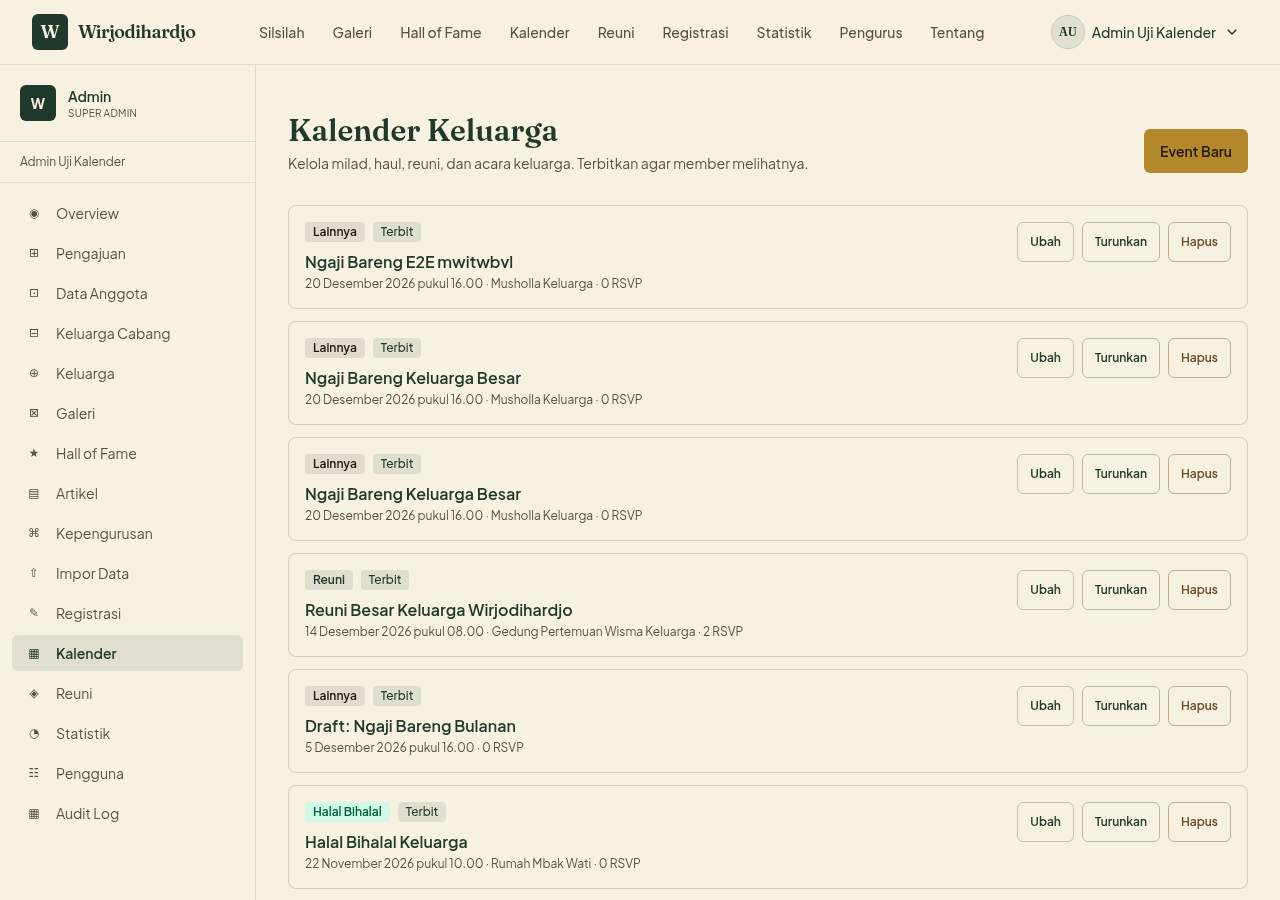 W Wirjodihardjo Silsilah Galeri Hall of Fame Kalender Reuni Registrasi Statistik Pengurus Tentang AU Admin Uji Kalender
W Admin
SUPER ADMIN
Admin Uji Kalender
Overview
Pengajuan
Data Anggota
Keluarga Cabang
Keluarga
Galeri
Hall of Fame
Artikel
Kepengurusan
Impor Data
Registrasi
Kalender
Reuni
Statistik
Pengguna
Audit Log
Kalender Keluarga
Kelola milad, haul, reuni, dan acara keluarga. Terbitkan agar member melihatnya.
Event Baru
Lainnya Terbit
Ngaji Bareng E2E mwitwbvl
20 Desember 2026 pukul 16.00 · Musholla Keluarga · 0 RSVP
Ubah Turunkan Hapus
Lainnya Terbit
Ngaji Bareng Keluarga Besar
20 Desember 2026 pukul 16.00 · Musholla Keluarga · 0 RSVP
Ubah Turunkan Hapus
Lainnya Terbit
Ngaji Bareng Keluarga Besar
20 Desember 2026 pukul 16.00 · Musholla Keluarga · 0 RSVP
Ubah Turunkan Hapus
Reuni Terbit
Reuni Besar Keluarga Wirjodihardjo
14 Desember 2026 pukul 08.00 · Gedung Pertemuan Wisma Keluarga · 2 RSVP
Ubah Turunkan Hapus
Lainnya Terbit
Draft: Ngaji Bareng Bulanan
5 Desember 2026 pukul 16.00 · 0 RSVP
Ubah Turunkan Hapus
Halal Bihalal Terbit
Halal Bihalal Keluarga
22 November 2026 pukul 10.00 · Rumah Mbak Wati · 0 RSVP
Ubah Turunkan Hapus